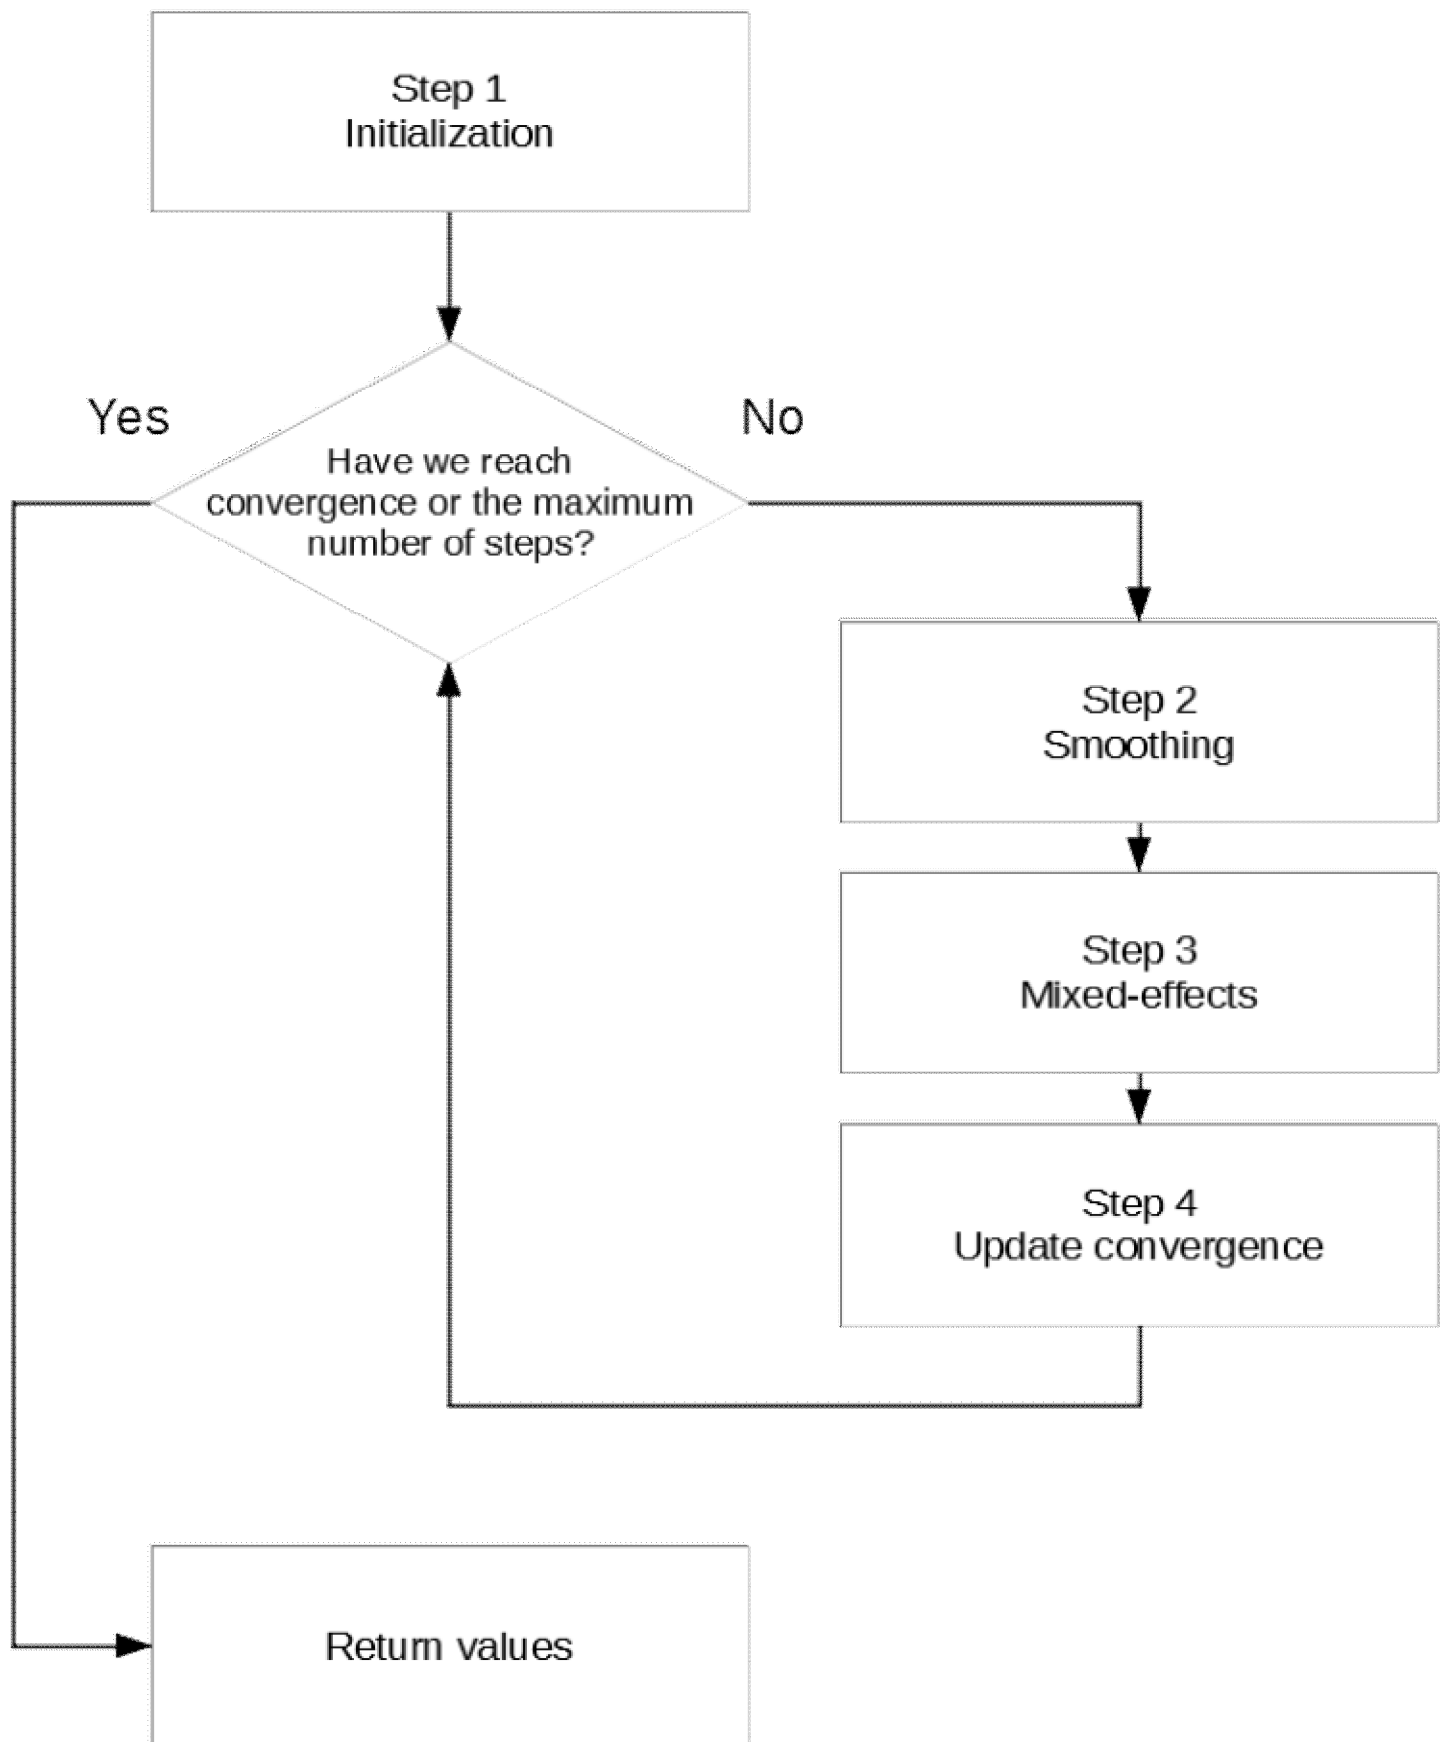 Step 1
Initialization
Yes
No
Have we reach
convergence or the maximum
number of steps?
Step 2
Smoothing
Step 3
Mixed-effects
Step 4
Update convergence
Return values